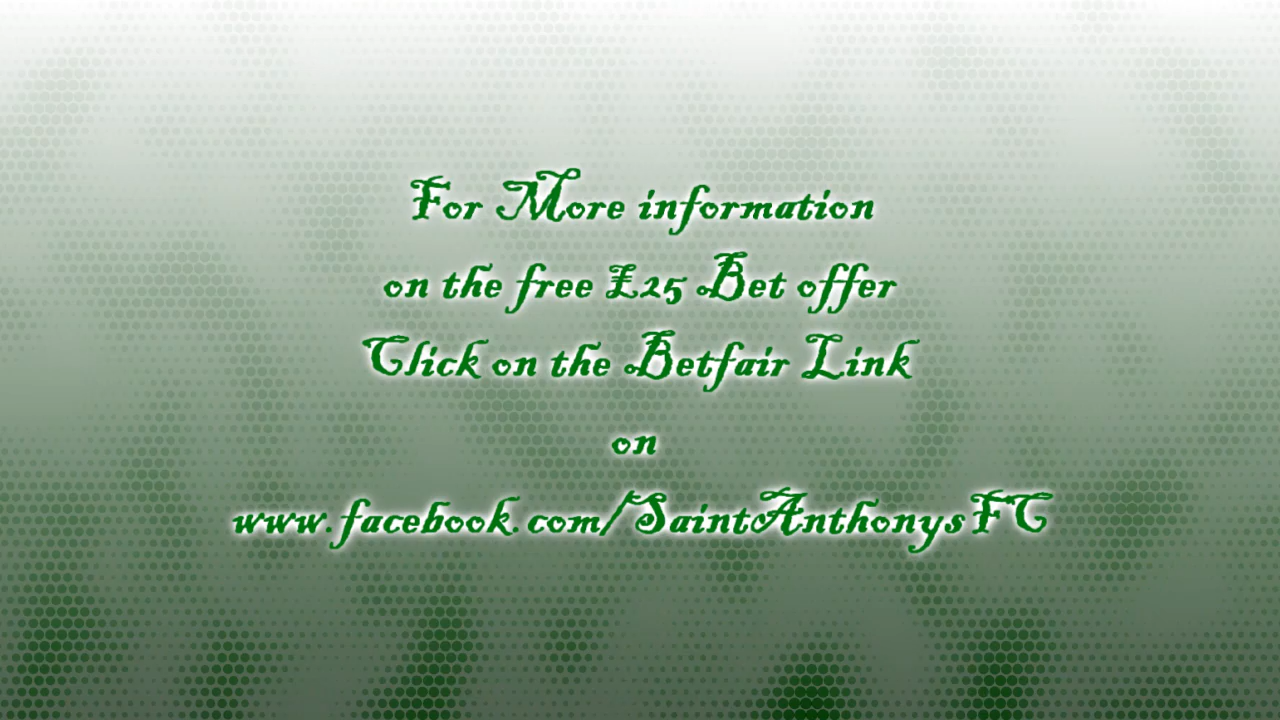 For More information
on the free £25 Bet offer
Click on the Betfair Link
on
www.facebook.com/SaintAnthonysFC